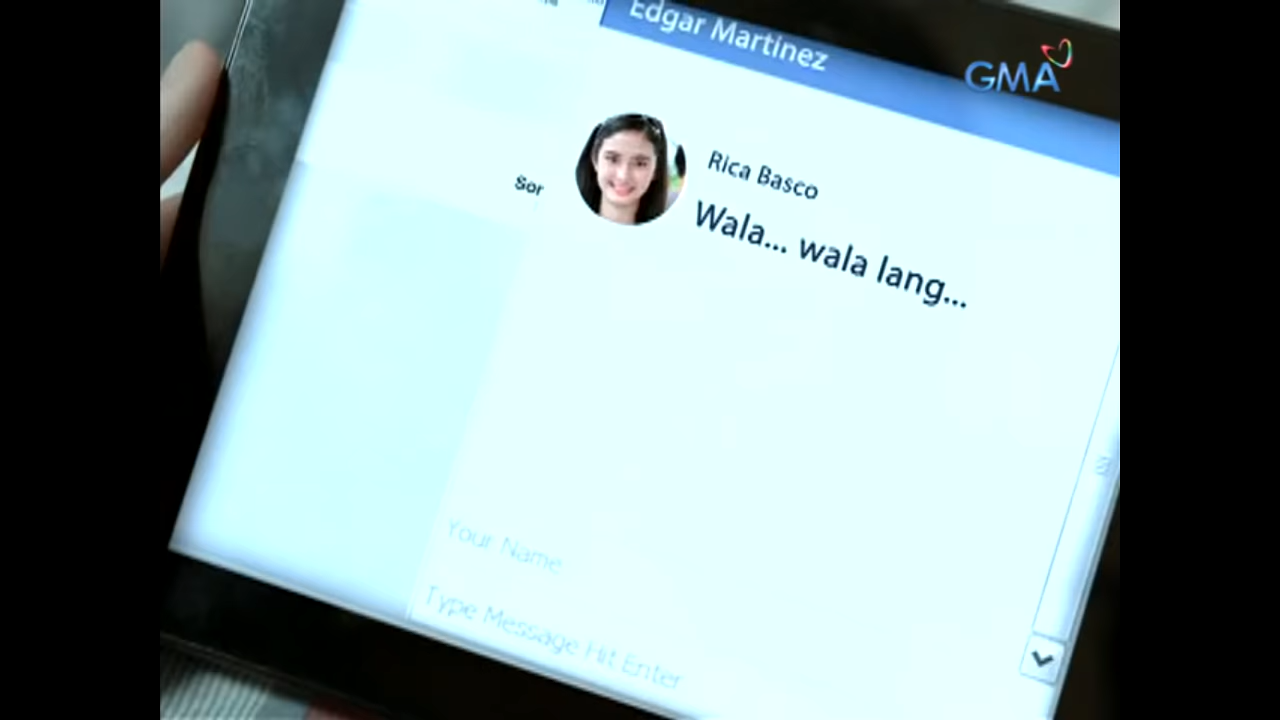 Edgar Martinez
GMA
Rica Basco
Sor
Wala... wala lang...
Your Name
Type Message Hit Enter